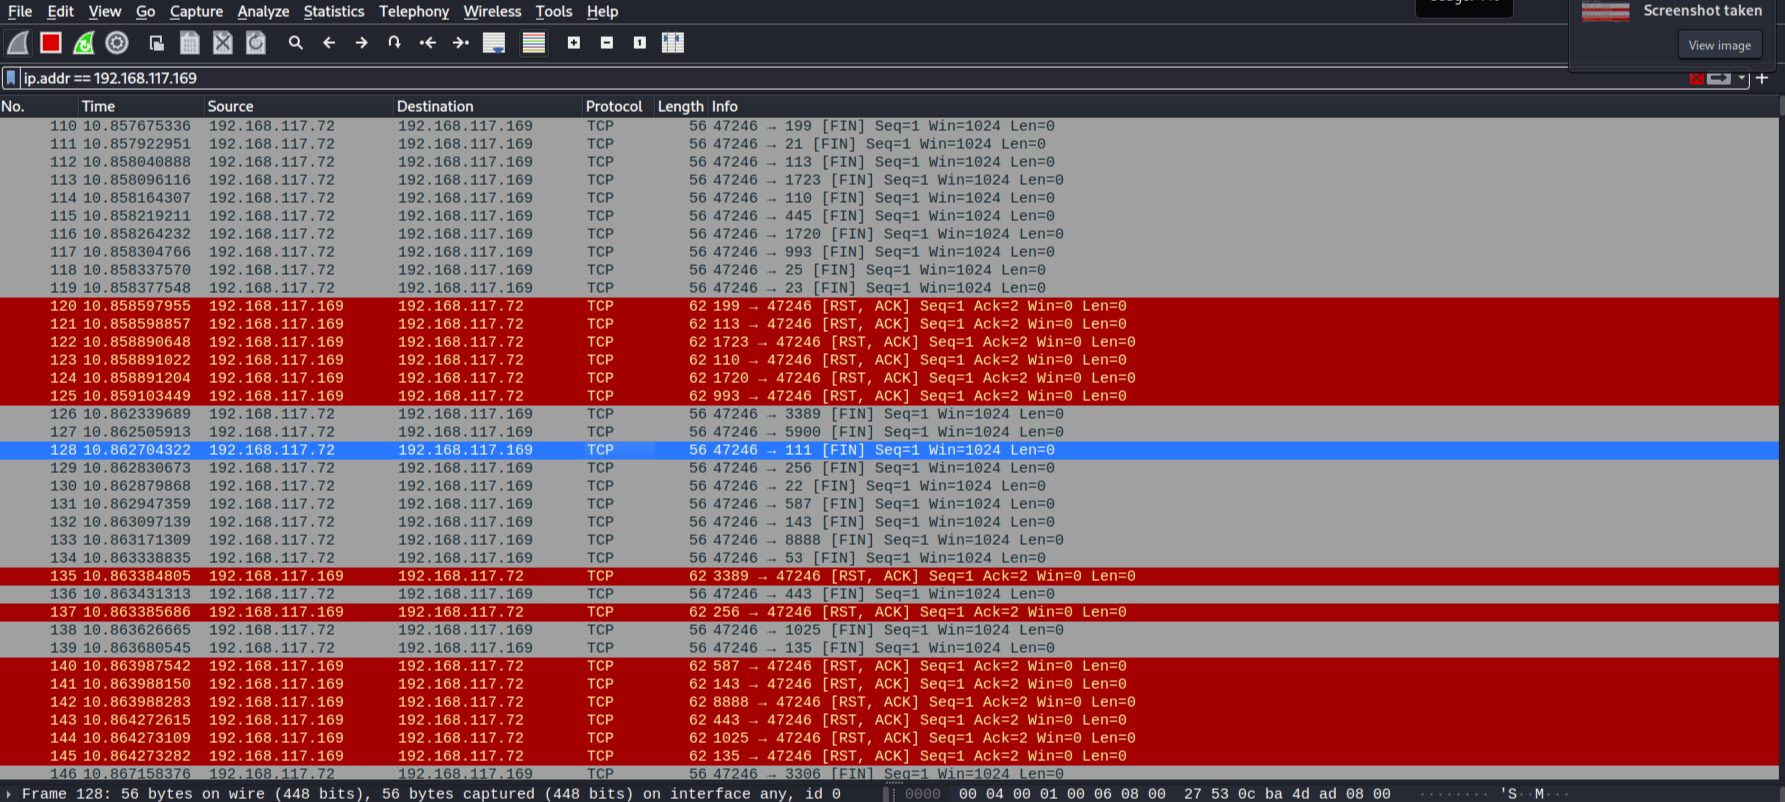 File Edit View Go Capture Analyze Statistics Telephony Wireless Tools Help
Screenshot taken
View image
ip.addr == 192.168.117.169
No. Time Source Destination Protocol Length Info
110 10.857675336 192.168.117.72 192.168.117.169 TCP 56 47246 → 199 [FIN] Seq=1 Win=1024 Len=0
111 10.857922951 192.168.117.72 192.168.117.169 TCP 56 47246 → 21 [FIN] Seq=1 Win=1024 Len=0
112 10.858040888 192.168.117.72 192.168.117.169 TCP 56 47246 → 113 [FIN] Seq=1 Win=1024 Len=0
113 10.858096116 192.168.117.72 192.168.117.169 TCP 56 47246 → 1723 [FIN] Seq=1 Win=1024 Len=0
114 10.858164307 192.168.117.72 192.168.117.169 TCP 56 47246 → 110 [FIN] Seq=1 Win=1024 Len=0
115 10.858219211 192.168.117.72 192.168.117.169 TCP 56 47246 → 445 [FIN] Seq=1 Win=1024 Len=0
116 10.858264232 192.168.117.72 192.168.117.169 TCP 56 47246 → 1720 [FIN] Seq=1 Win=1024 Len=0
117 10.858304766 192.168.117.72 192.168.117.169 TCP 56 47246 → 993 [FIN] Seq=1 Win=1024 Len=0
118 10.858337570 192.168.117.72 192.168.117.169 TCP 56 47246 → 25 [FIN] Seq=1 Win=1024 Len=0
119 10.858377548 192.168.117.72 192.168.117.169 TCP 56 47246 → 23 [FIN] Seq=1 Win=1024 Len=0
120 10.858597955 192.168.117.169 192.168.117.72 TCP 62 199 → 47246 [RST, ACK] Seq=1 Ack=2 Win=0 Len=0
121 10.858598857 192.168.117.169 192.168.117.72 TCP 62 113 → 47246 [RST, ACK] Seq=1 Ack=2 Win=0 Len=0
122 10.858890648 192.168.117.169 192.168.117.72 TCP 62 1723 → 47246 [RST, ACK] Seq=1 Ack=2 Win=0 Len=0
123 10.858891022 192.168.117.169 192.168.117.72 TCP 62 110 → 47246 [RST, ACK] Seq=1 Ack=2 Win=0 Len=0
124 10.858891204 192.168.117.169 192.168.117.72 TCP 62 1720 → 47246 [RST, ACK] Seq=1 Ack=2 Win=0 Len=0
125 10.859103449 192.168.117.169 192.168.117.72 TCP 62 993 → 47246 [RST, ACK] Seq=1 Ack=2 Win=0 Len=0
126 10.862339689 192.168.117.72 192.168.117.169 TCP 56 47246 → 3389 [FIN] Seq=1 Win=1024 Len=0
127 10.862505913 192.168.117.72 192.168.117.169 TCP 56 47246 → 5900 [FIN] Seq=1 Win=1024 Len=0
128 10.862704322 192.168.117.72 192.168.117.169 TCP 56 47246 → 111 [FIN] Seq=1 Win=1024 Len=0
129 10.862830673 192.168.117.72 192.168.117.169 TCP 56 47246 → 256 [FIN] Seq=1 Win=1024 Len=0
130 10.862879868 192.168.117.72 192.168.117.169 TCP 56 47246 → 22 [FIN] Seq=1 Win=1024 Len=0
131 10.862947359 192.168.117.72 192.168.117.169 TCP 56 47246 → 587 [FIN] Seq=1 Win=1024 Len=0
132 10.863097139 192.168.117.72 192.168.117.169 TCP 56 47246 → 143 [FIN] Seq=1 Win=1024 Len=0
133 10.863171309 192.168.117.72 192.168.117.169 TCP 56 47246 → 8888 [FIN] Seq=1 Win=1024 Len=0
134 10.863338835 192.168.117.72 192.168.117.169 TCP 56 47246 → 53 [FIN] Seq=1 Win=1024 Len=0
135 10.863384805 192.168.117.169 192.168.117.72 TCP 62 3389 → 47246 [RST, ACK] Seq=1 Ack=2 Win=0 Len=0
136 10.863431313 192.168.117.72 192.168.117.169 TCP 56 47246 → 443 [FIN] Seq=1 Win=1024 Len=0
137 10.863385686 192.168.117.169 192.168.117.72 TCP 62 256 → 47246 [RST, ACK] Seq=1 Ack=2 Win=0 Len=0
138 10.863626665 192.168.117.72 192.168.117.169 TCP 56 47246 → 1025 [FIN] Seq=1 Win=1024 Len=0
139 10.863680545 192.168.117.72 192.168.117.169 TCP 56 47246 → 135 [FIN] Seq=1 Win=1024 Len=0
140 10.863987542 192.168.117.169 192.168.117.72 TCP 62 587 → 47246 [RST, ACK] Seq=1 Ack=2 Win=0 Len=0
141 10.863988150 192.168.117.169 192.168.117.72 TCP 62 143 → 47246 [RST, ACK] Seq=1 Ack=2 Win=0 Len=0
142 10.863988283 192.168.117.169 192.168.117.72 TCP 62 8888 → 47246 [RST, ACK] Seq=1 Ack=2 Win=0 Len=0
143 10.864272615 192.168.117.169 192.168.117.72 TCP 62 443 → 47246 [RST, ACK] Seq=1 Ack=2 Win=0 Len=0
144 10.864273109 192.168.117.169 192.168.117.72 TCP 62 1025 → 47246 [RST, ACK] Seq=1 Ack=2 Win=0 Len=0
145 10.864273282 192.168.117.169 192.168.117.72 TCP 62 135 → 47246 [RST, ACK] Seq=1 Ack=2 Win=0 Len=0
146 10.867158376 192.168.117.72 192.168.117.169 TCP 56 47246 → 3306 [FIN] Seq=1 Win=1024 Len=0
Frame 128: 56 bytes on wire (448 bits), 56 bytes captured (448 bits) on interface any, id 0 0000 00 04 00 01 00 06 08 00 27 53 0c ba 4d ad 08 00 ········ 'S··M···